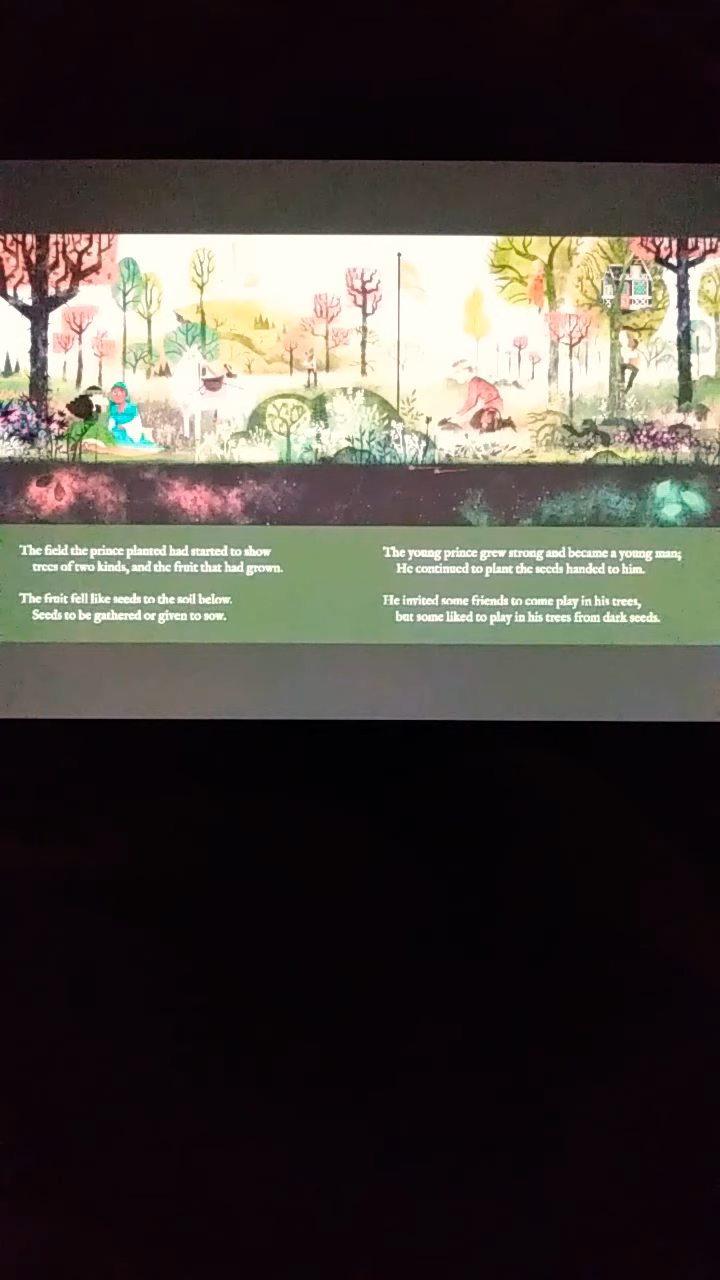 The field the prince planted had started to show
trees of two kinds, and the fruit that had grown.
The fruit fell like seeds to the soil below.
Seeds to be gathered or given to sow.
The young prince grew strong and became a young man;
He continued to plant the seeds handed to him.
He invited some friends to come play in his trees,
but some liked to play in his trees from dark seeds.